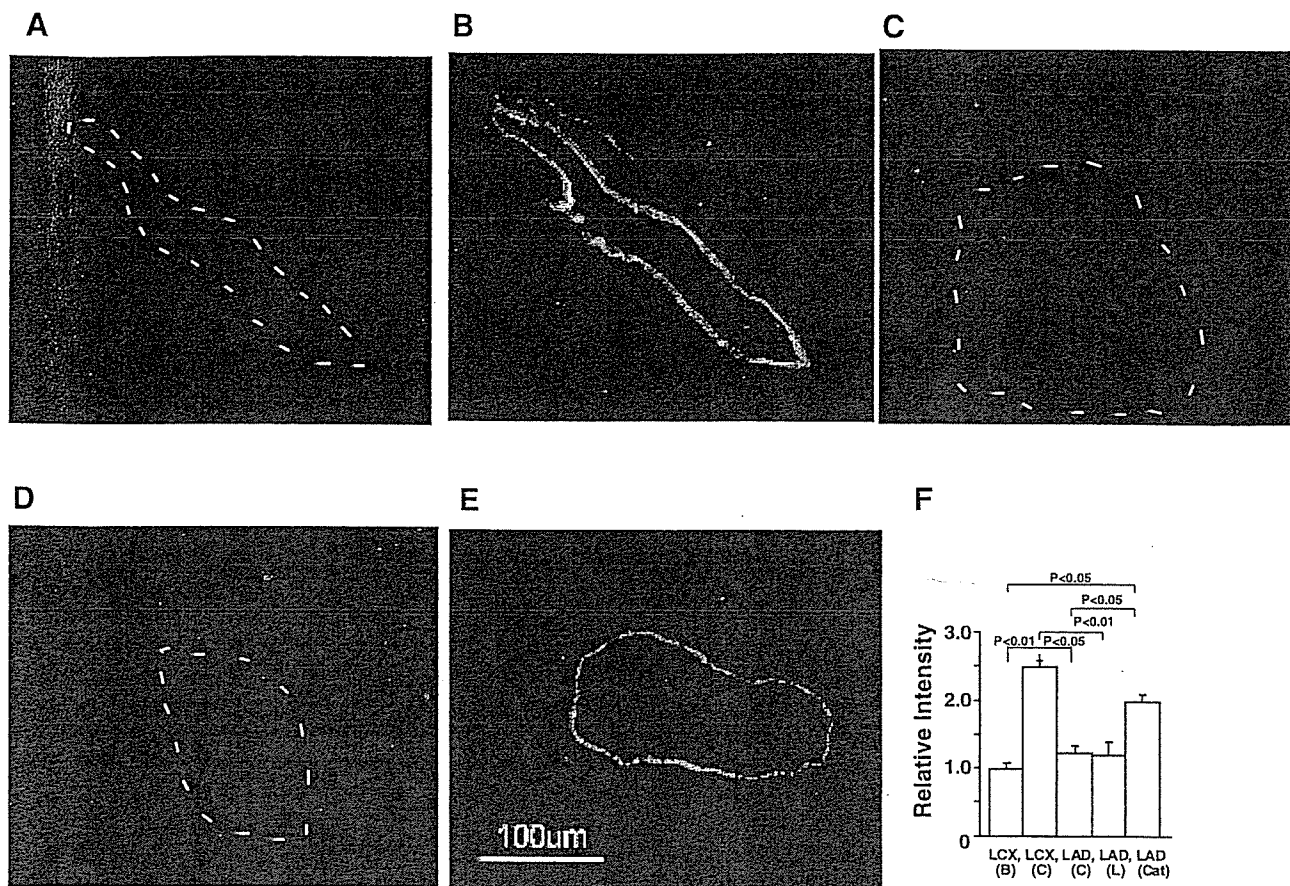 A
B
C
D
E
100um
F
P<0.05
P<0.05
P<0.01
P<0.01 P<0.05
Relative Intensity
3.0
2.0
1.0
0
LCX, LCX, LAD, LAD, LAD
(B) (C) (C) (L) (Cat)